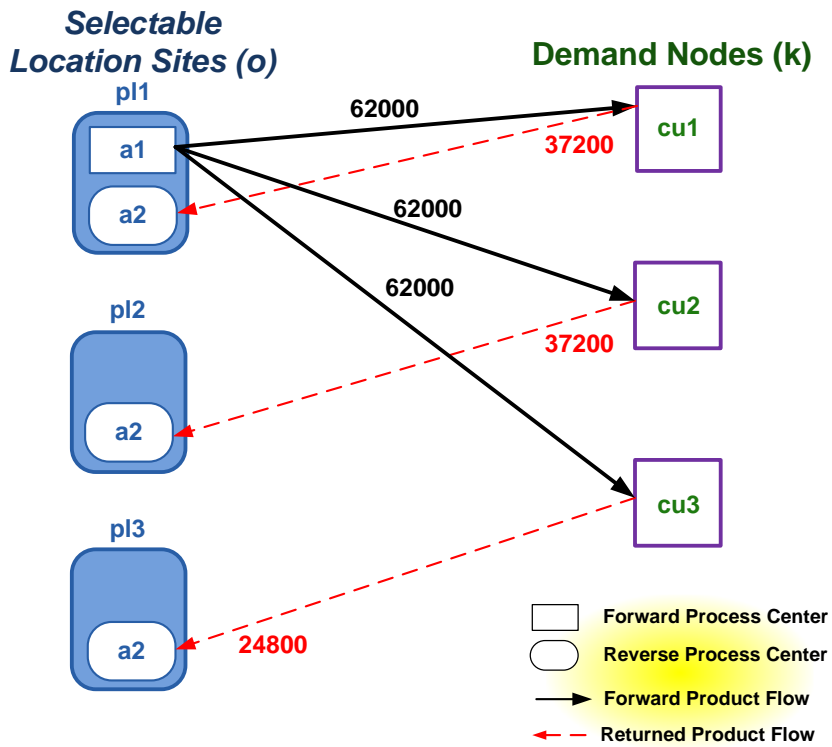 Selectable
Location Sites (o)
Demand Nodes (k)
pl1
62000
cu1
a1
37200
a2
62000
62000
pl2
cu2
37200
a2
pl3
cu3
a2
24800
Forward Process Center
Reverse Process Center
Forward Product Flow
Returned Product Flow